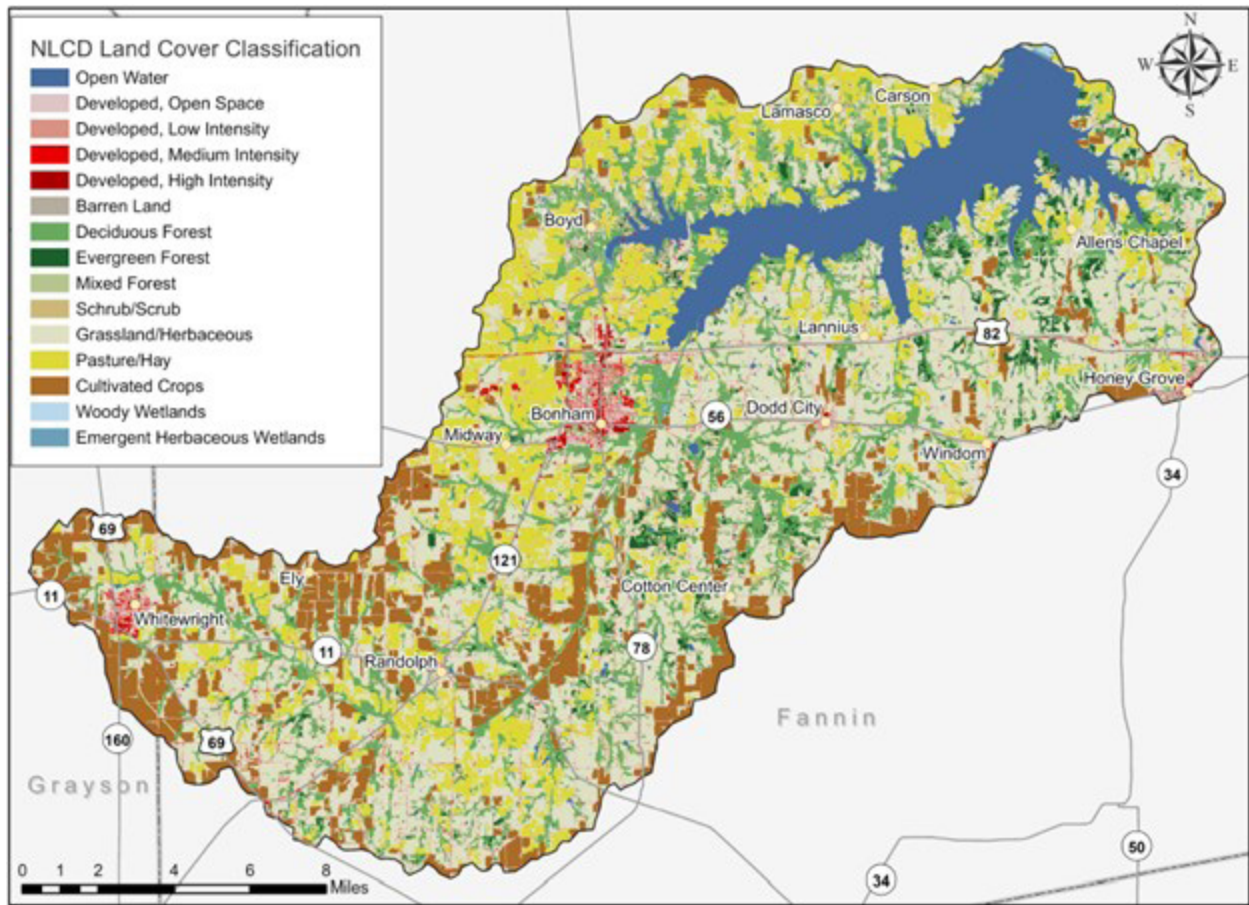 NLCD Land Cover Classification
Open Water
Developed, Open Space
Developed, Low Intensity
Developed, Medium Intensity
Developed, High Intensity
Barren Land
Deciduous Forest
Evergreen Forest
Mixed Forest
Schrub/Scrub
Grassland/Herbaceous
Pasture/Hay
Cultivated Crops
Woody Wetlands
Emergent Herbaceous Wetlands
N
W E
S
Carson
Lamasco
Boyd
Allens Chapel
Lannius
82
Honey Grove
Bonham
56
Dodd City
Midway
Windom
34
69
121
Ely
Cotton Center
11
Whitewright
11
78
Randolph
Fannin
160
69
Grayson
50
34
0 1 2 4 6 8
Miles